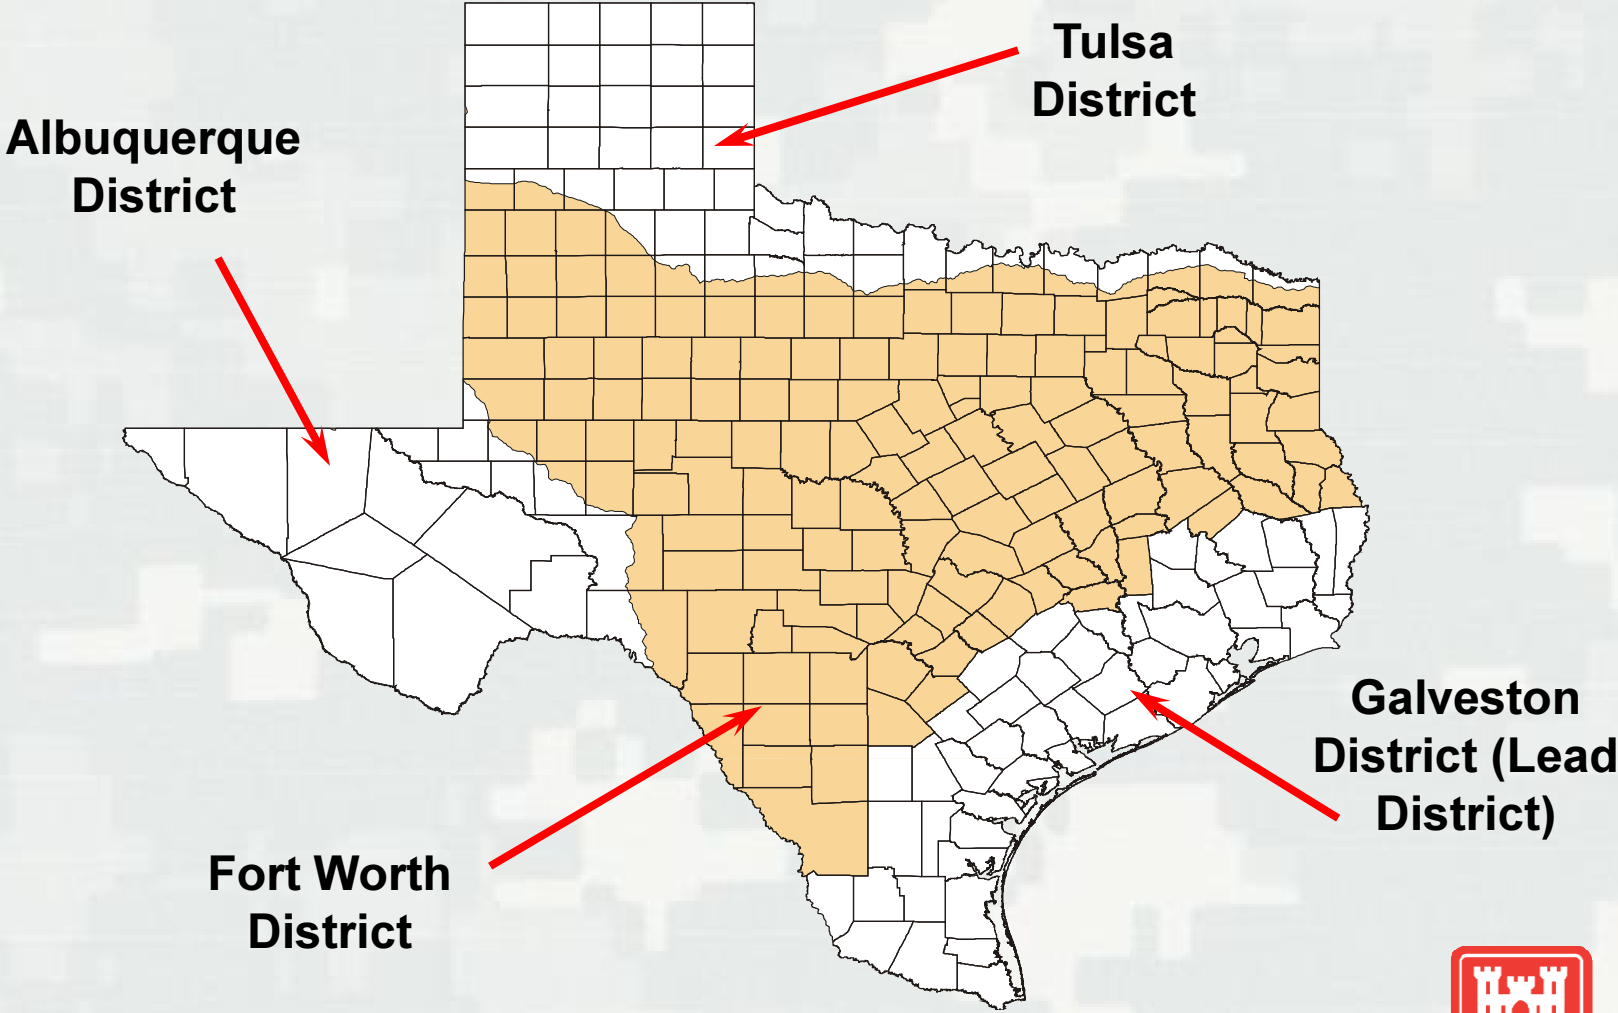 Tulsa
District
Albuquerque
District
Galveston
District (Lead
District)
Fort Worth
District